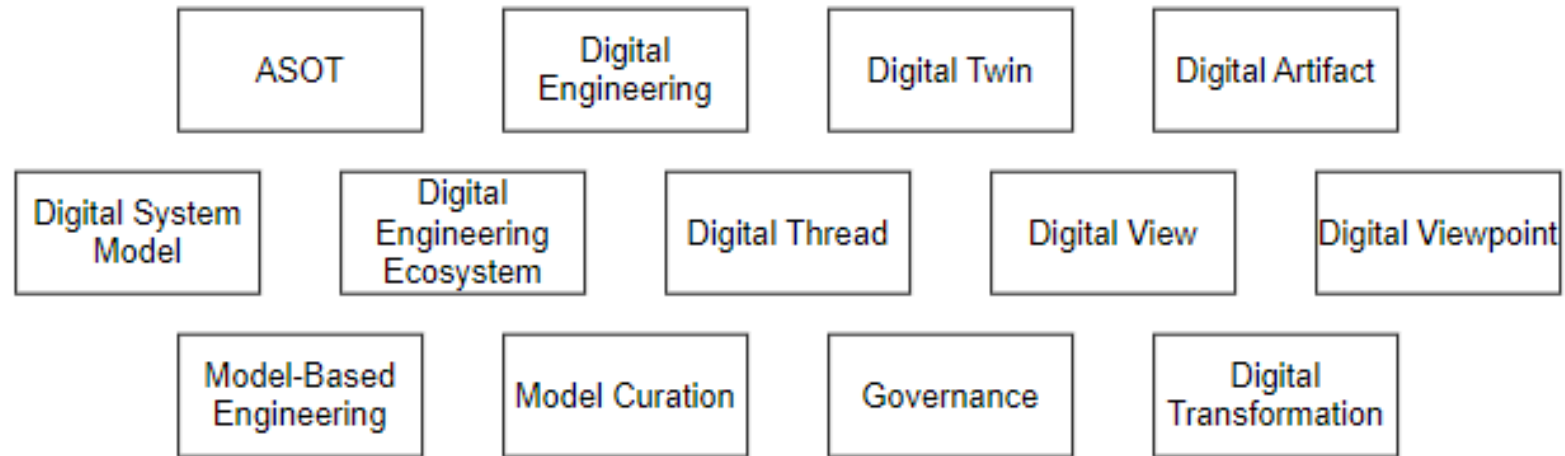 ASOT
Digital
Engineering
Digital Twin
Digital Artifact
Digital System
Model
Digital
Engineering
Ecosystem
Digital Thread
Digital View
Digital Viewpoint
Model-Based
Engineering
Model Curation
Governance
Digital
Transformation